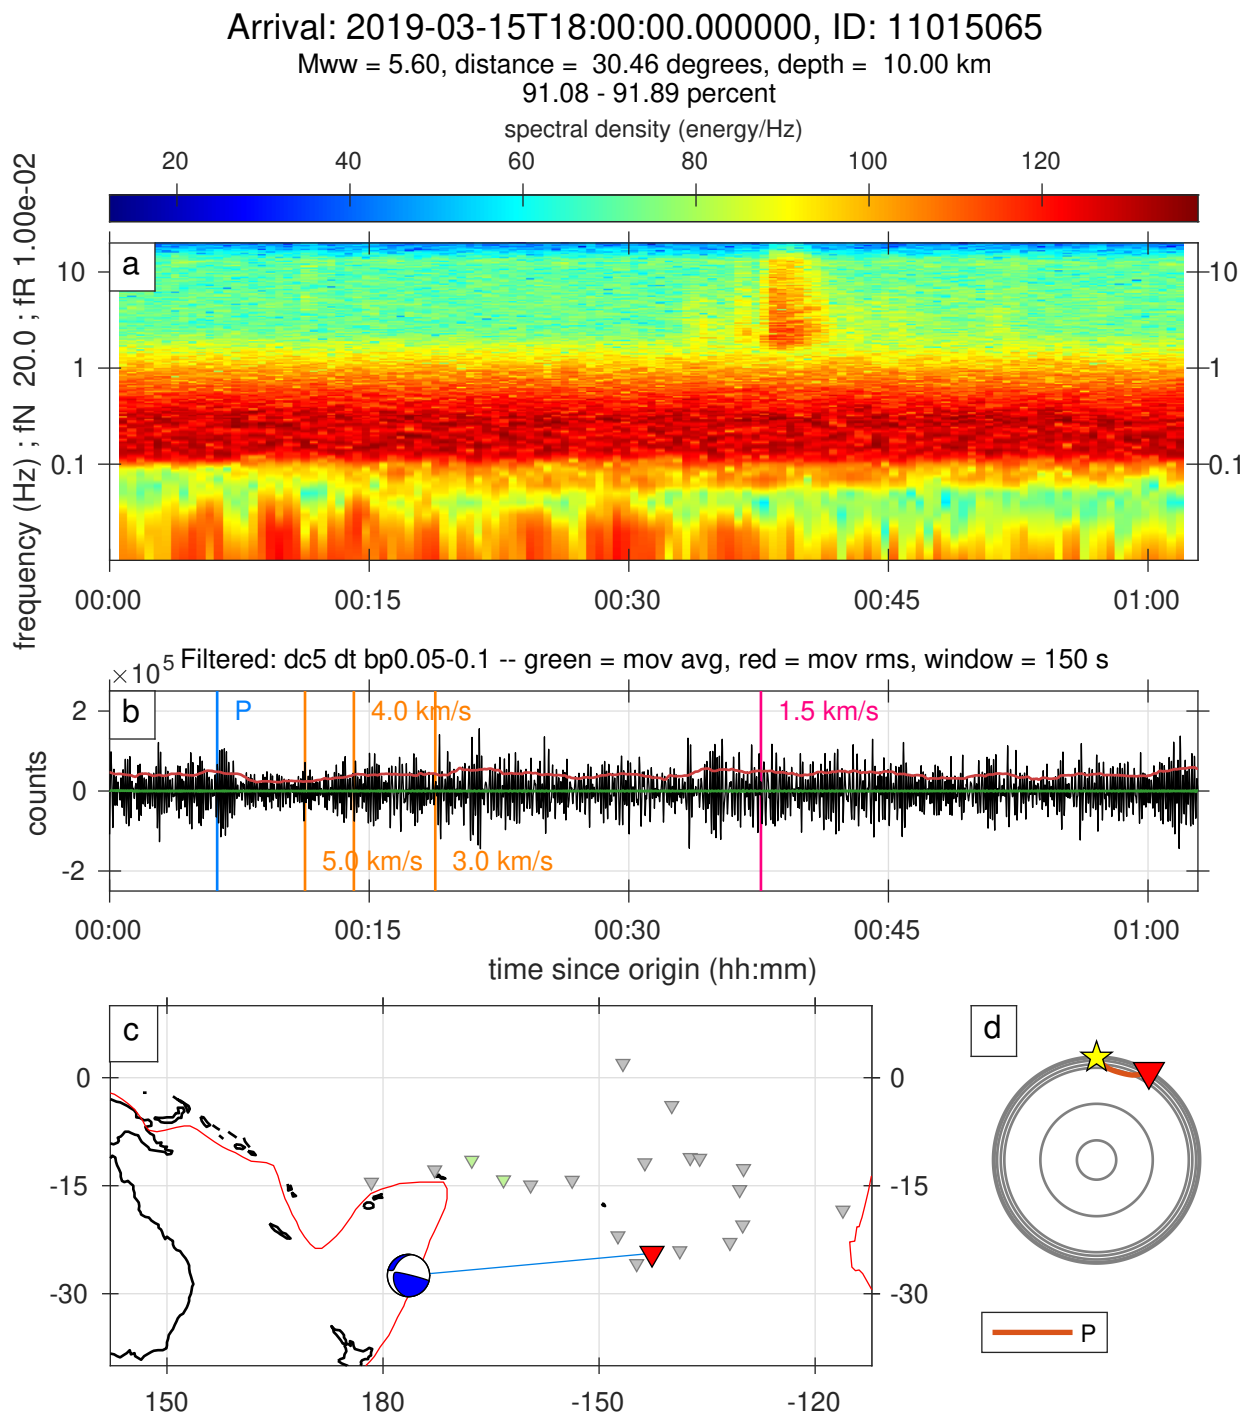 Arrival: 2019-03-15T18:00:00.000000, ID: 11015065
Mww = 5.60, distance =  30.46 degrees, depth =  10.00 km
91.08 - 91.89 percent
spectral density (energy/Hz)
20 40 60 80 100 120
frequency (Hz) ; fN  20.0 ; fR 1.00e-02
a
10 10
1 1
0.1 0.1
00:00 00:15 00:30 00:45 01:00
×10^5 Filtered: dc5 dt bp0.05-0.1 -- green = mov avg, red = mov rms, window = 150 s
b
P 4.0 km/s 1.5 km/s
5.0 km/s 3.0 km/s
2
0
-2
counts
00:00 00:15 00:30 00:45 01:00
time since origin (hh:mm)
c
0 0
-15 -15
-30 -30
150 180 -150 -120
d
P